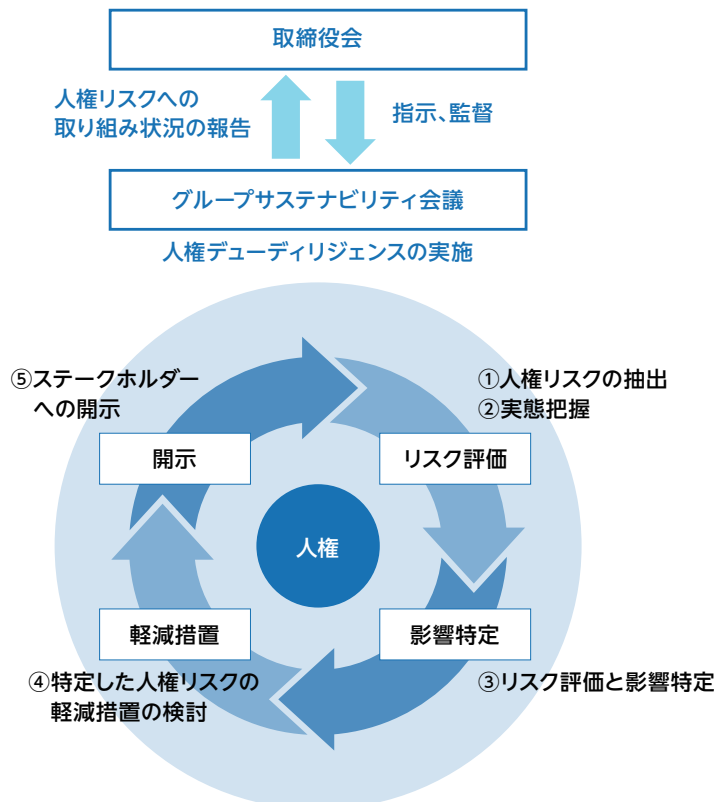 取締役会
人権リスクへの
取り組み状況の報告
指示、監督
グループサステナビリティ会議
人権デューディリジェンスの実施
⑤ステークホルダー
への開示
①人権リスクの抽出
②実態把握
開示
リスク評価
人権
軽減措置
影響特定
④特定した人権リスクの
軽減措置の検討
③リスク評価と影響特定